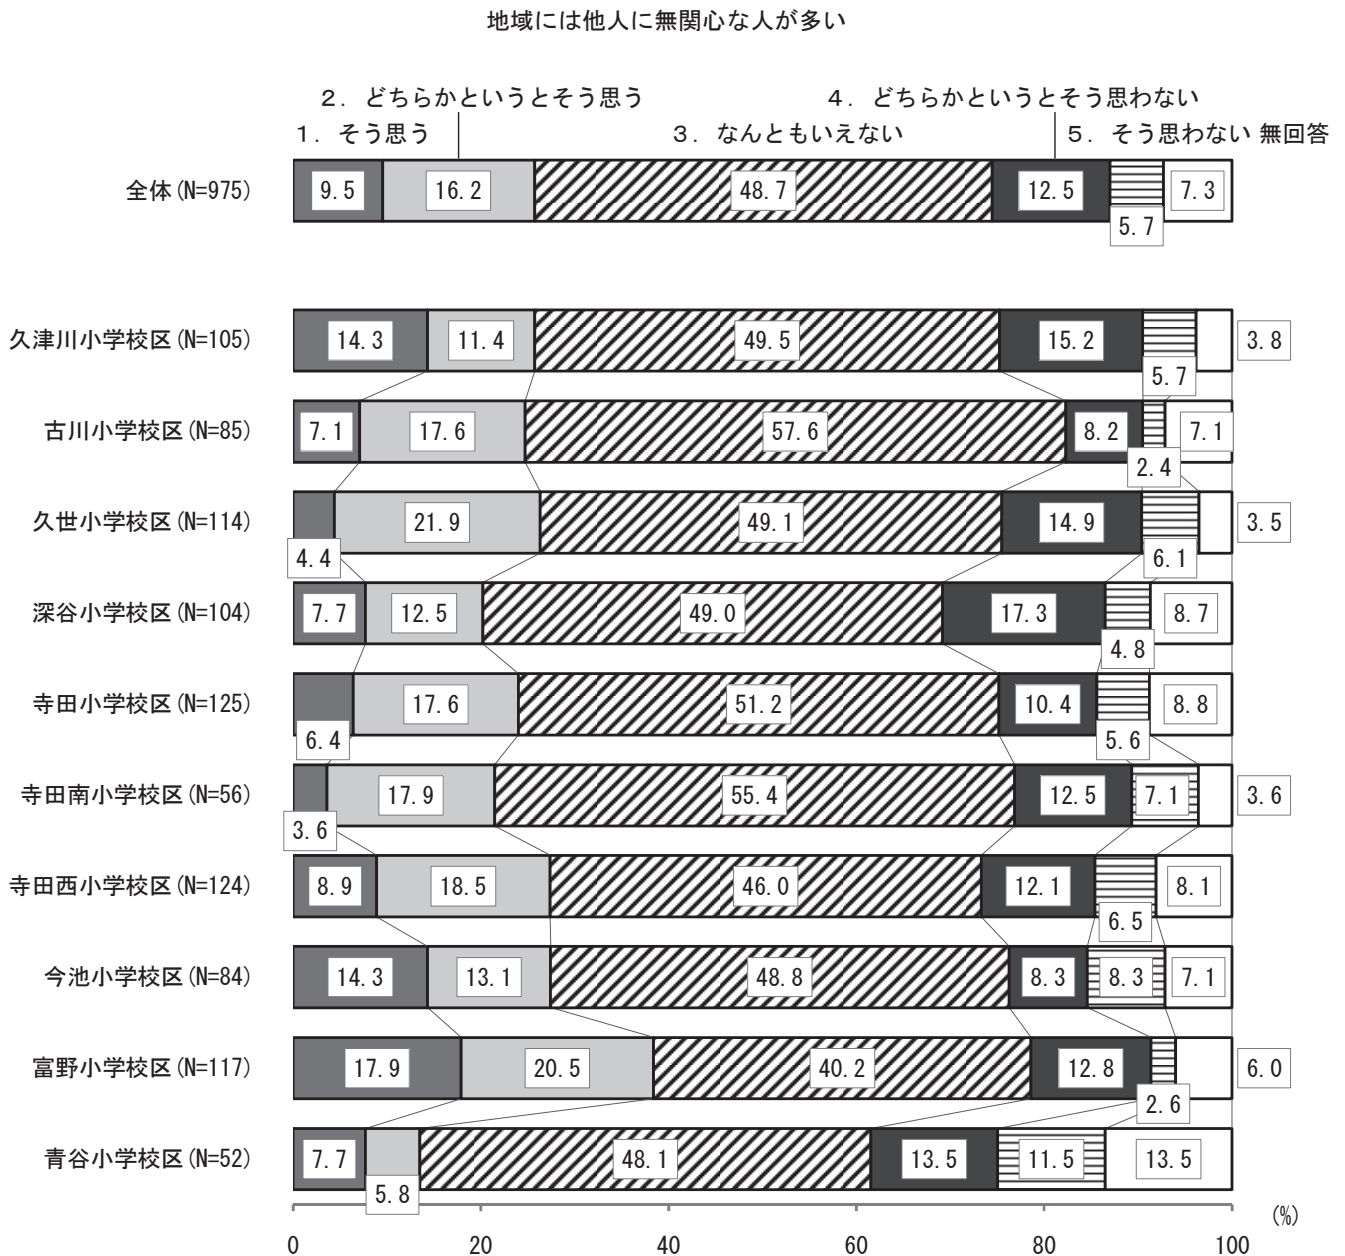 地域には他人に無関心な人が多い
２．どちらかというとそう思う ４．どちらかというとそう思わない
１．そう思う ３．なんともいえない ５．そう思わない 無回答
全体(N=975) 9.5 16.2 48.7 12.5 5.7 7.3
久津川小学校区(N=105) 14.3 11.4 49.5 15.2 5.7 3.8
古川小学校区(N=85) 7.1 17.6 57.6 8.2 2.4 7.1
久世小学校区(N=114) 4.4 21.9 49.1 14.9 6.1 3.5
深谷小学校区(N=104) 7.7 12.5 49.0 17.3 4.8 8.7
寺田小学校区(N=125) 6.4 17.6 51.2 10.4 5.6 8.8
寺田南小学校区(N=56) 3.6 17.9 55.4 12.5 7.1 3.6
寺田西小学校区(N=124) 8.9 18.5 46.0 12.1 6.5 8.1
今池小学校区(N=84) 14.3 13.1 48.8 8.3 8.3 7.1
富野小学校区(N=117) 17.9 20.5 40.2 12.8 2.6 6.0
青谷小学校区(N=52) 7.7 5.8 48.1 13.5 11.5 13.5
(%)
0 20 40 60 80 100